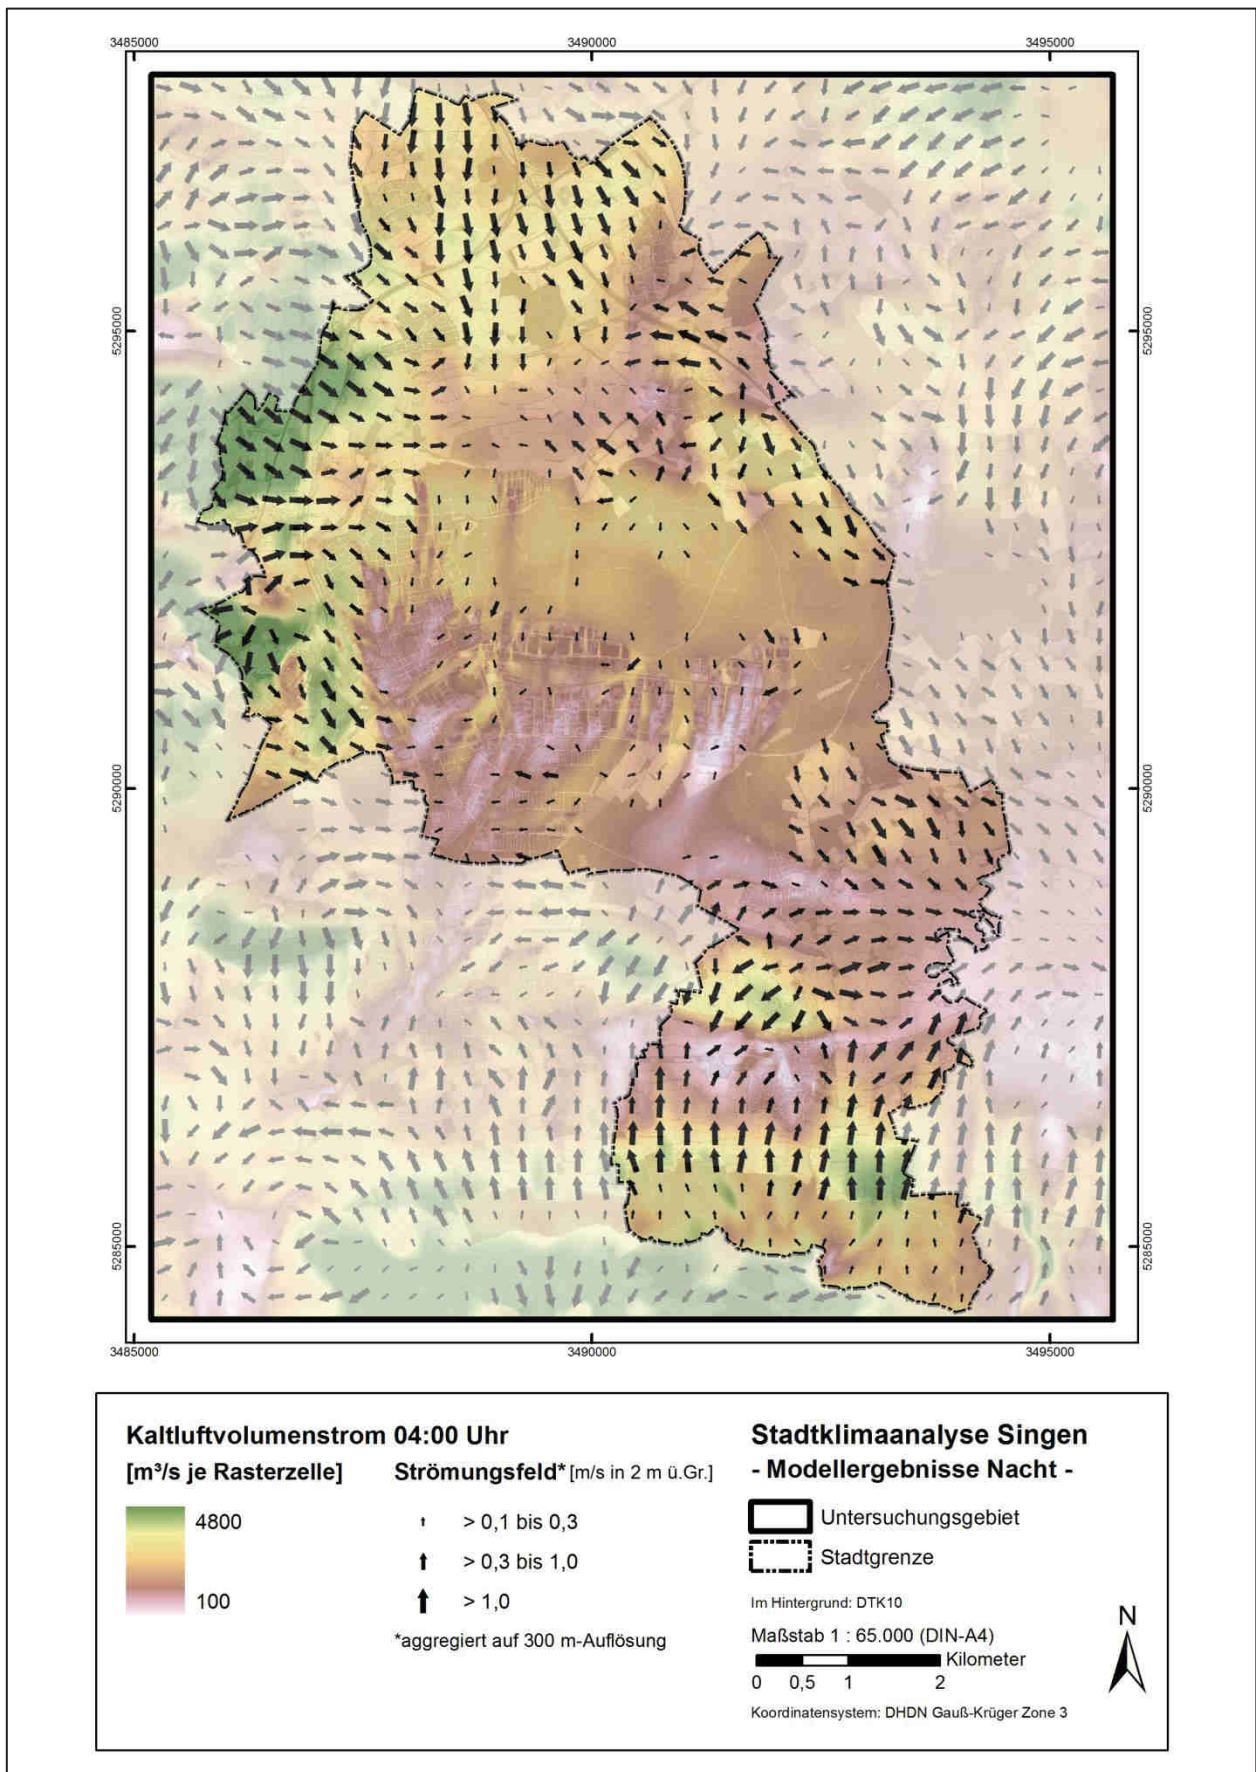 3485000 3490000 3495000
5295000 5295000
5290000 5290000
5285000 5285000
3485000 3490000 3495000
Kaltluftvolumenstrom 04:00 Uhr
[m³/s je Rasterzelle]
4800
100
Strömungsfeld* [m/s in 2 m ü.Gr.]
> 0,1 bis 0,3
> 0,3 bis 1,0
> 1,0
*aggregiert auf 300 m-Auflösung
Stadtklimaanalyse Singen
- Modellergebnisse Nacht -
Untersuchungsgebiet
Stadtgrenze
Im Hintergrund: DTK10
Maßstab 1 : 65.000 (DIN-A4)
Kilometer
0 0,5 1 2
Koordinatensystem: DHDN Gauß-Krüger Zone 3
N